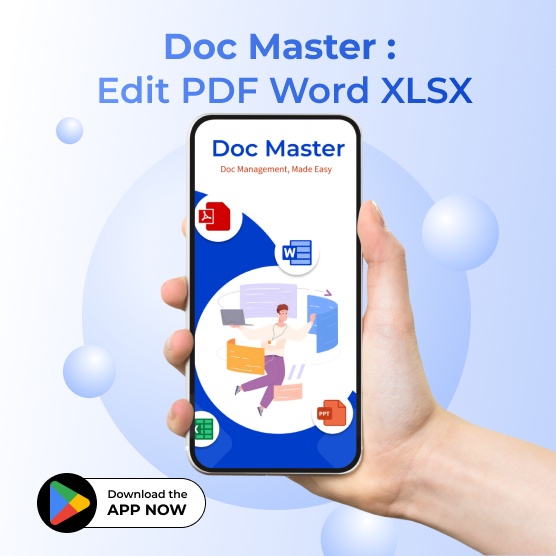 Doc Master :
Edit PDF Word XLSX
Doc Master
Doc Management, Made Easy
W
PPT
X
Download the
APP NOW